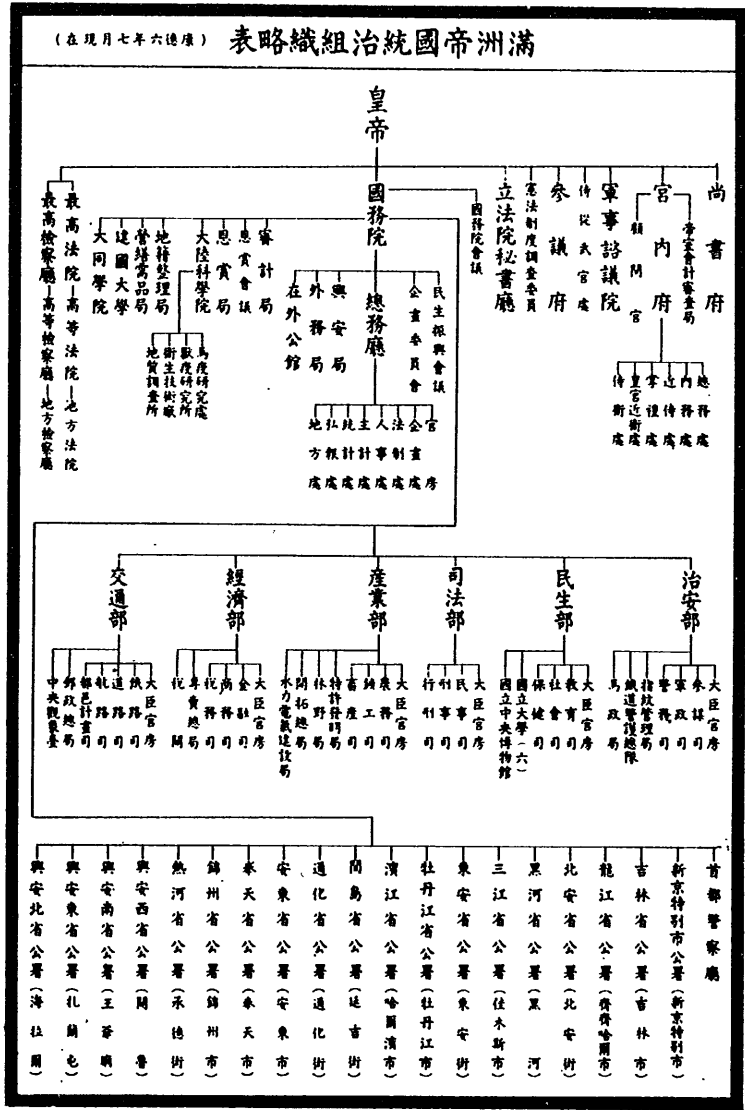 滿洲帝國統治組織略表
（康德六年七月現在）
皇帝
尚書府
宮內府
帝室會計審查局
顧問官
總務處
內務處
近侍處
掌禮處
皇宮近衛處
侍衛處
軍事諮議院
侍從武官處
參議府
憲法制度調查委員
立法院秘書廳
國務院會議
國務院
民生振興會議
企畫委員會
總務廳
興安局
外務局
在外公館
官房
企畫處
法制處
人事處
主計處
統計處
弘報處
地方處
審計局
恩賞會議
恩賞局
大陸科學院
馬疫研究處
獸疫研究所
衛生技術廠
地質調查所
地籍整理局
營繕需品局
建國大學
大同學院
最高法院—高等法院—地方法院
最高檢察廳—高等檢察廳—地方檢察廳
治安部
大臣官房
參謀司
軍政司
警務司
指紋管理局
鐵道警護總隊
馬政局
民生部
大臣官房
教育司
社會司
保健司
國立大學（六）
國立中央博物館
司法部
大臣官房
民事司
刑事司
行刑司
產業部
大臣官房
農務司
鑛工司
畜產司
特許發明局
林野局
開拓總局
水力電氣建設局
經濟部
大臣官房
金融司
商務司
稅務司
專賣總局
稅關
交通部
大臣官房
鐵路司
道路司
航路司
都邑計畫司
郵政總局
中央觀象臺
首都警察廳
新京特別市公署（新京特別市）
吉林省公署（吉林市）
龍江省公署（齊齊哈爾市）
北安省公署（北安街）
黑河省公署（黑河）
三江省公署（佳木斯市）
東安省公署（東安街）
牡丹江省公署（牡丹江市）
濱江省公署（哈爾濱市）
間島省公署（延吉街）
通化省公署（通化街）
安東省公署（安東市）
奉天省公署（奉天市）
錦州省公署（錦州市）
熱河省公署（承德街）
興安西省公署（開魯）
興安南省公署（王爺廟）
興安東省公署（扎蘭屯）
興安北省公署（海拉爾）